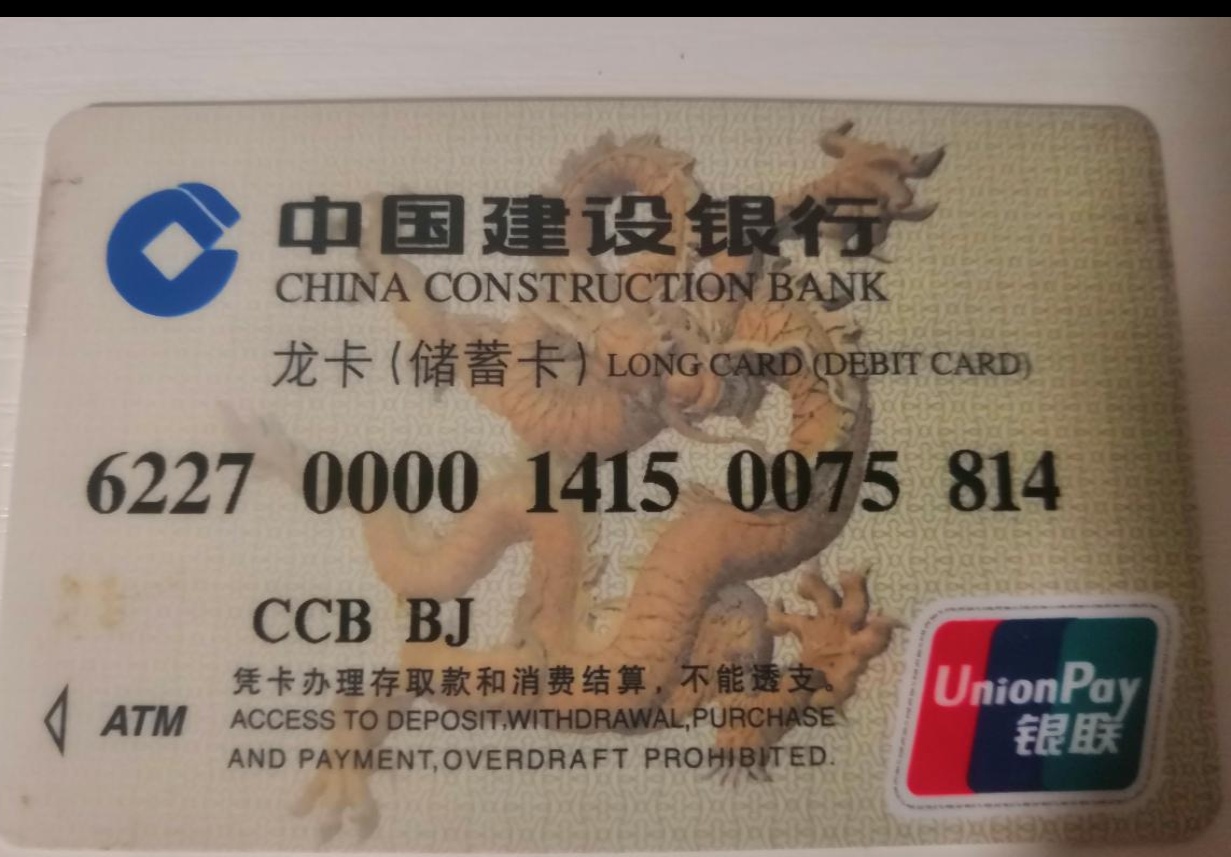 中国建设银行
CHINA CONSTRUCTION BANK
龙卡(储蓄卡) LONG CARD (DEBIT CARD)
6227 0000 1415 0075 814
CCB BJ
凭卡办理存取款和消费结算，不能透支。
ATM ACCESS TO DEPOSIT,WITHDRAWAL,PURCHASE
AND PAYMENT,OVERDRAFT PROHIBITED.
UnionPay
银联